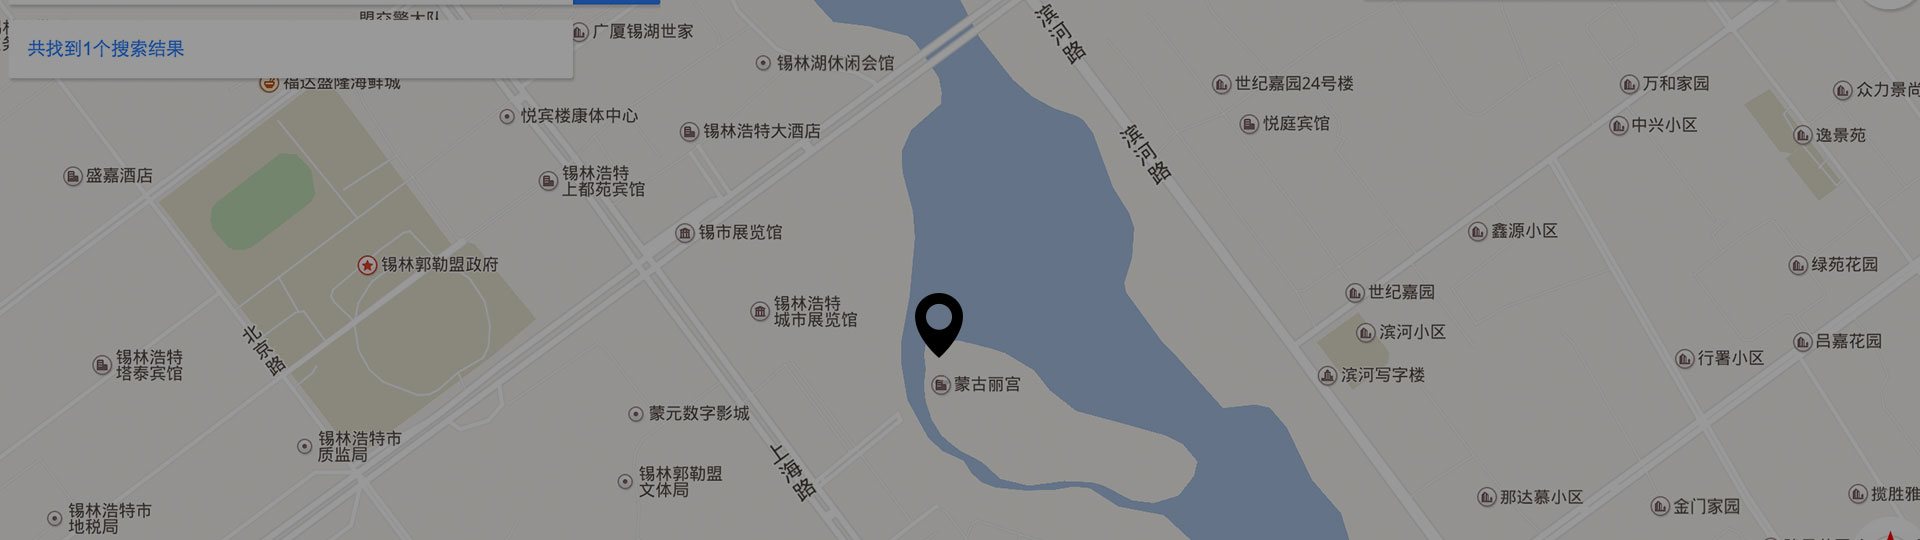 盟交警大队
共找到1个搜索结果
广厦锡湖世家
锡林湖休闲会馆
滨河路
福达盛隆海鲜城
世纪嘉园24号楼
万和家园
众力景尚
悦宾楼康体中心
锡林浩特大酒店
悦庭宾馆
中兴小区
逸景苑
滨河路
盛嘉酒店
锡林浩特
上都苑宾馆
锡市展览馆
鑫源小区
锡林郭勒盟政府
绿苑花园
世纪嘉园
锡林浩特
城市展览馆
滨河小区
吕嘉花园
北京路
锡林浩特
塔泰宾馆
行署小区
滨河写字楼
蒙古丽宫
蒙元数字影城
锡林浩特市
质监局
上海路
锡林郭勒盟
文体局
那达慕小区
揽胜雅
金门家园
锡林浩特市
地税局